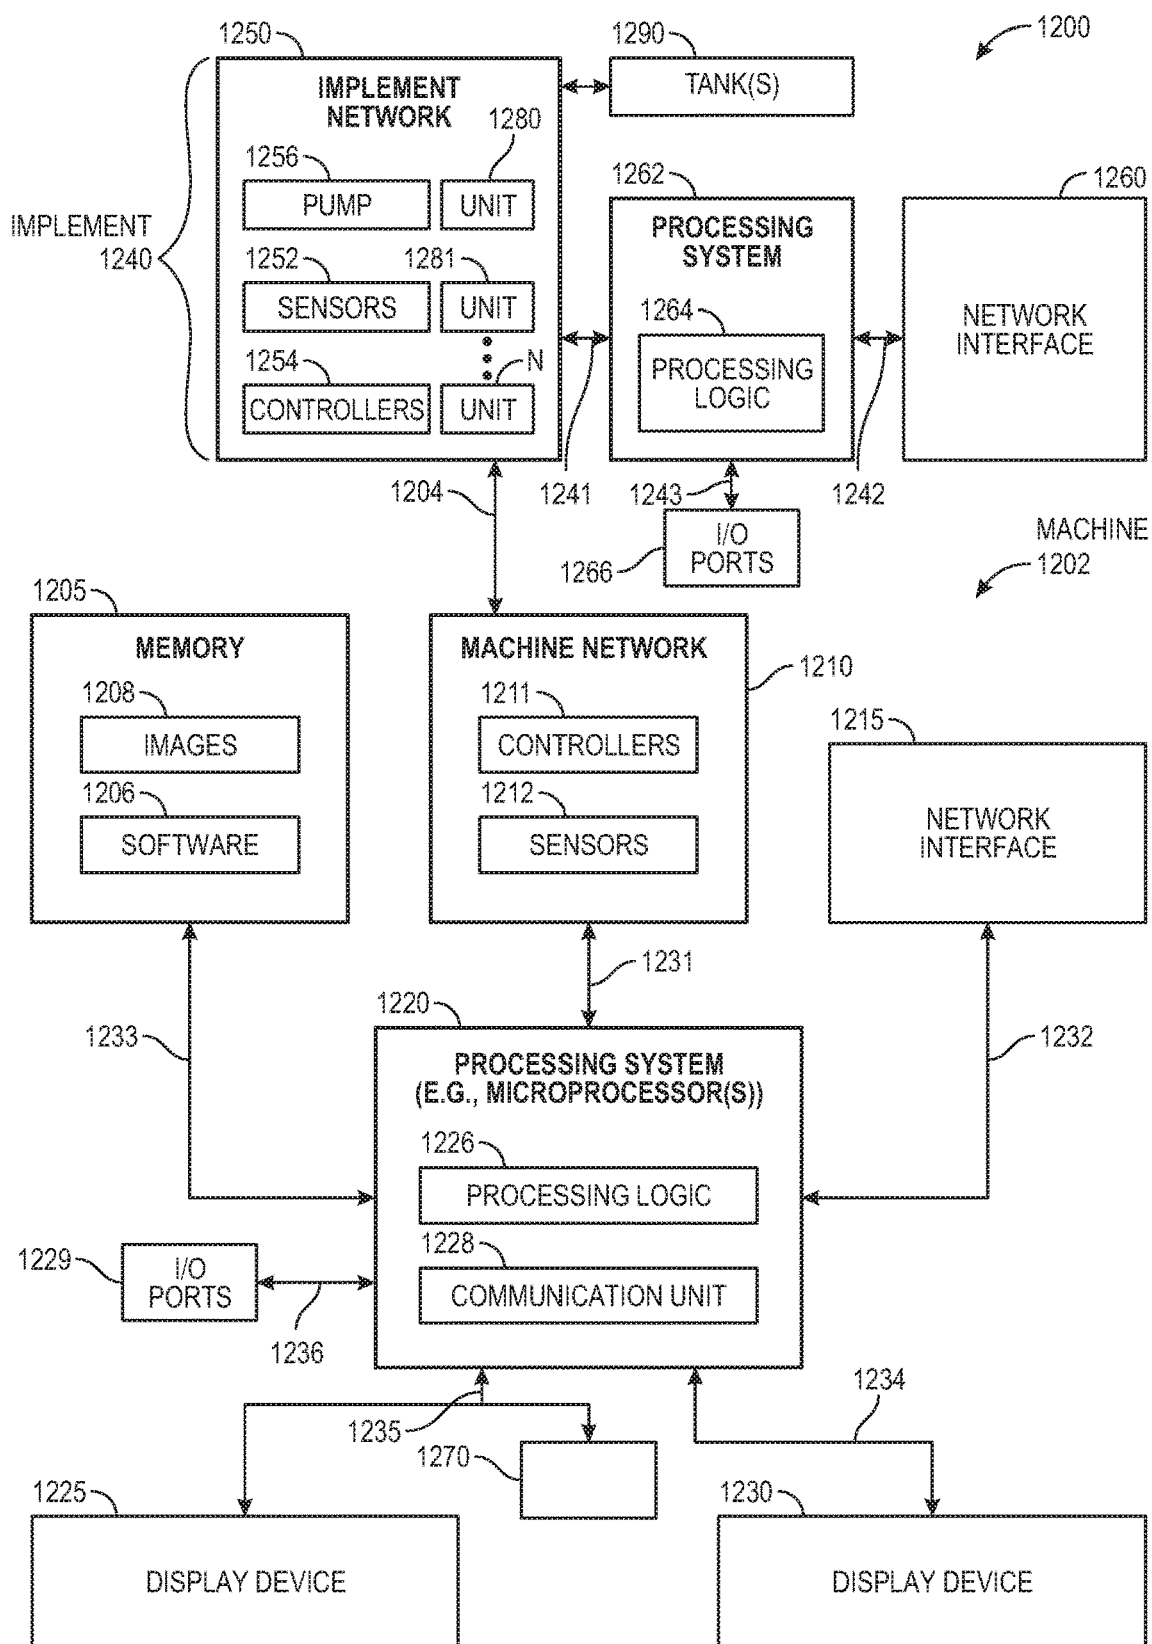 1200
1250
1290
IMPLEMENT
NETWORK
TANK(S)
1280
1256
PUMP
UNIT
1262
1260
IMPLEMENT
1240
PROCESSING
SYSTEM
1252
1281
SENSORS
UNIT
NETWORK
INTERFACE
1264
PROCESSING
LOGIC
1254
N
CONTROLLERS
UNIT
1204
1241
1243
1242
I/O
PORTS
1266
MACHINE
1202
1205
MEMORY
MACHINE NETWORK
1210
1208
IMAGES
1211
CONTROLLERS
1215
1206
SOFTWARE
1212
SENSORS
NETWORK
INTERFACE
1231
1220
1233
1232
PROCESSING SYSTEM
(E.G., MICROPROCESSOR(S))
1226
PROCESSING LOGIC
1228
COMMUNICATION UNIT
1229
I/O
PORTS
1236
1235
1234
1270
1225
1230
DISPLAY DEVICE
DISPLAY DEVICE